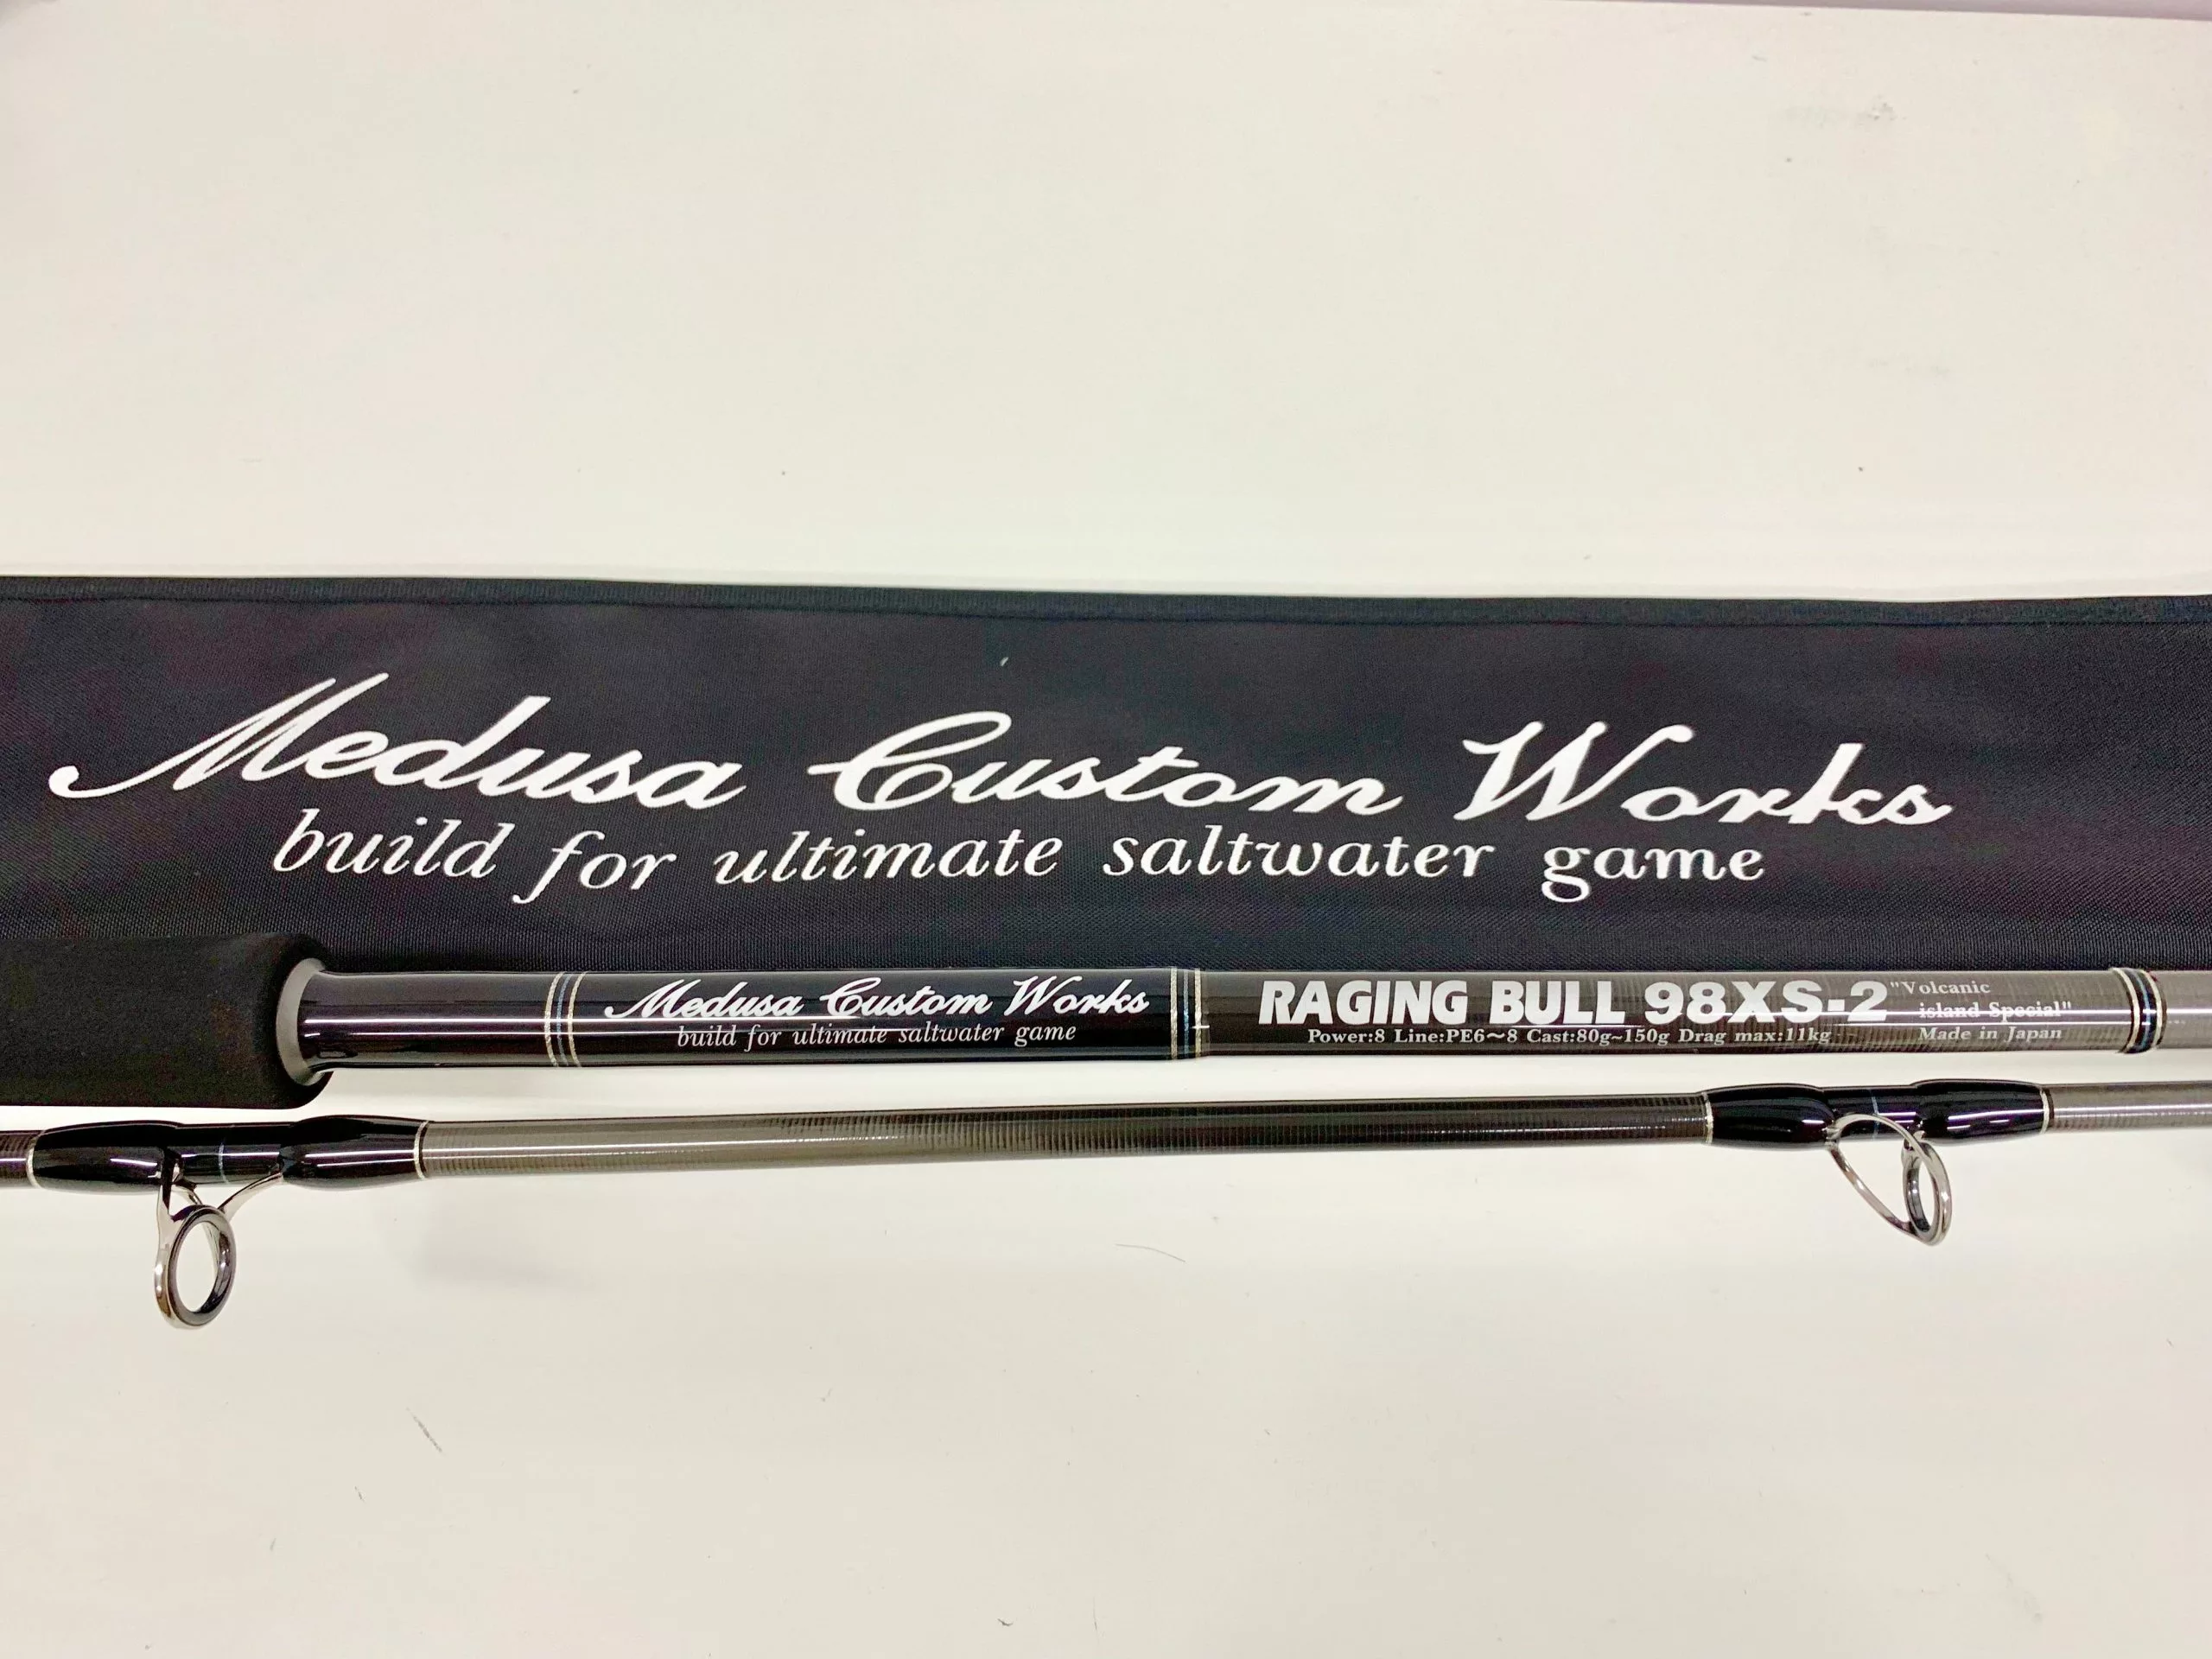 Medusa Custom Works
build for ultimate saltwater game
Medusa Custom Works
build for ultimate saltwater game
RAGING BULL 98XS-2
Power:8 Line:PE6〜8 Cast:80g~150g Drag max:11kg
"Volcanic
island Special"
Made in Japan